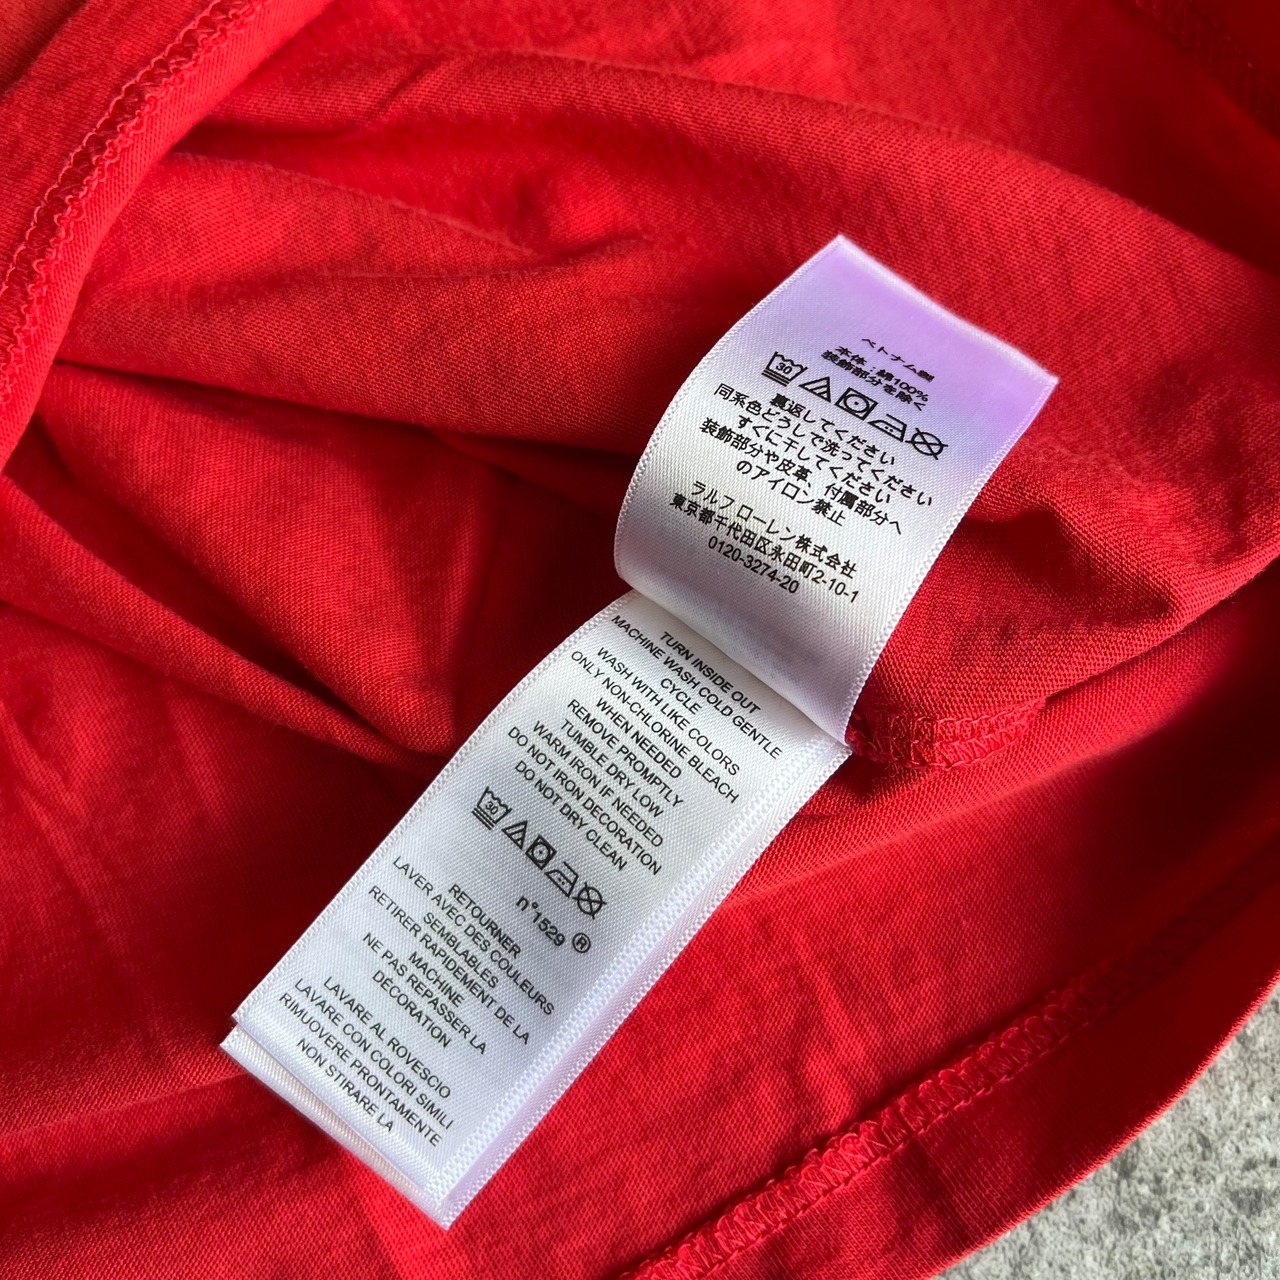 ベトナム製
本体：綿100%
装飾部分を除く
30
裏返してください
同系色どうしで洗ってください
すぐに干してください
装飾部分や皮革、付属部分へ
のアイロン禁止
ラルフ ローレン株式会社
東京都千代田区永田町2-10-1
0120-3274-20
TURN INSIDE OUT
MACHINE WASH COLD GENTLE
CYCLE
WASH WITH LIKE COLORS
ONLY NON-CHLORINE BLEACH
WHEN NEEDED
REMOVE PROMPTLY
TUMBLE DRY LOW
WARM IRON IF NEEDED
DO NOT IRON DECORATION
DO NOT DRY CLEAN
30
n°1529 ®
RETOURNER
LAVER AVEC DES COULEURS
SEMBLABLES
RETIRER RAPIDEMENT DE LA
MACHINE
NE PAS REPASSER LA
DÉCORATION
LAVARE AL ROVESCIO
LAVARE CON COLORI SIMILI
RIMUOVERE PRONTAMENTE
NON STIRARE LA